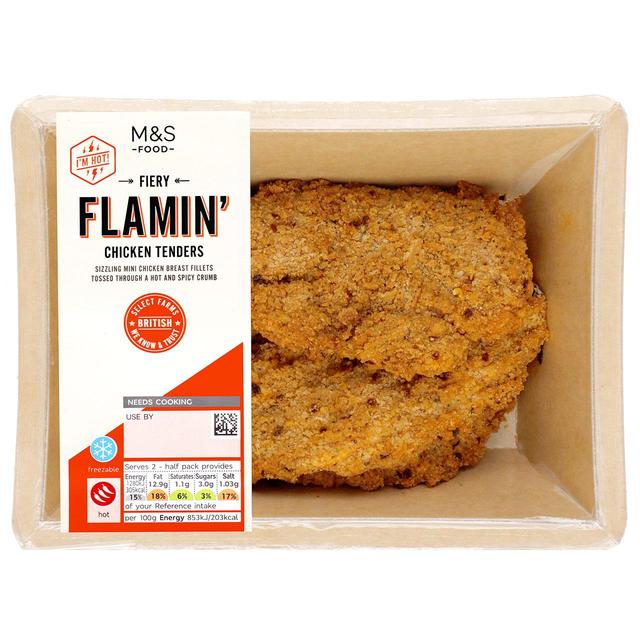 M&S
-FOOD-
I'M HOT!
FIERY
FLAMIN'
CHICKEN TENDERS
SIZZLING MINI CHICKEN BREAST FILLETS
TOSSED THROUGH A HOT AND SPICY CRUMB
SELECT FARMS
BRITISH
WE KNOW & TRUST
NEEDS COOKING
USE BY
freezable
hot
Serves 2 - half pack provides
Energy Fat Saturates Sugars Salt
1280kJ 12.9g 1.1g 3.0g 1.03g
305kcal
15% 18% 6% 3% 17%
of your Reference intake
per 100g Energy 853kJ/203kcal